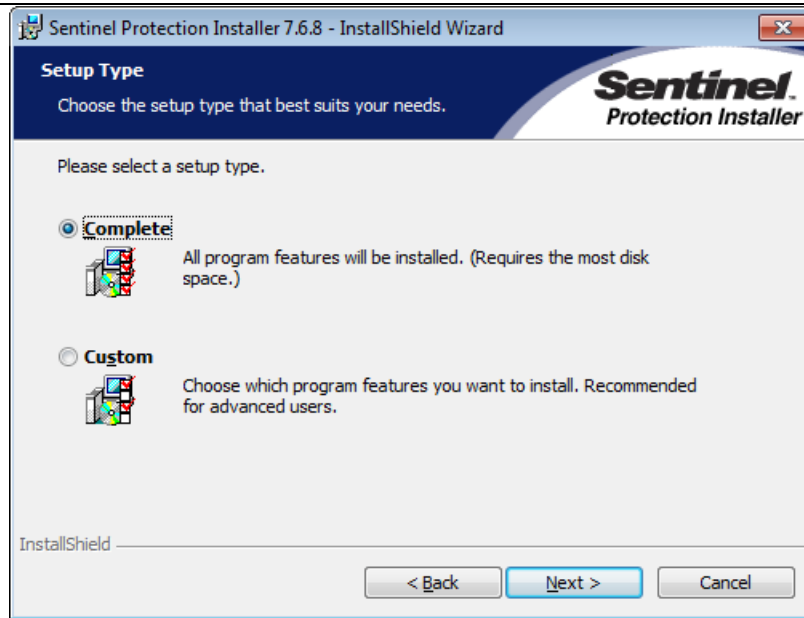 Sentinel Protection Installer 7.6.8 - InstallShield Wizard
Setup Type
Choose the setup type that best suits your needs.
Sentinel.
Protection Installer
Please select a setup type.
Complete
All program features will be installed. (Requires the most disk
space.)
Custom
Choose which program features you want to install. Recommended
for advanced users.
InstallShield
< Back
Next >
Cancel